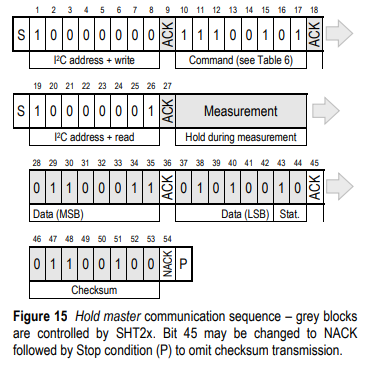 1 2 3 4 5 6 7 8 9 10 11 12 13 14 15 16 17 18
S 1 0 0 0 0 0 0 0 ACK 1 1 1 0 0 1 0 1 ACK
I²C address + write Command (see Table 6)
19 20 21 22 23 24 25 26 27
S 1 0 0 0 0 0 0 1 ACK Measurement
I²C address + read Hold during measurement
28 29 30 31 32 33 34 35 36 37 38 39 40 41 42 43 44 45
0 1 1 0 0 0 1 1 ACK 0 1 0 1 0 0 1 0 ACK
Data (MSB) Data (LSB) Stat.
46 47 48 49 50 51 52 53 54
0 1 1 0 0 1 0 0 NACK P
Checksum
Figure 15 Hold master communication sequence – grey blocks
are controlled by SHT2x. Bit 45 may be changed to NACK
followed by Stop condition (P) to omit checksum transmission.